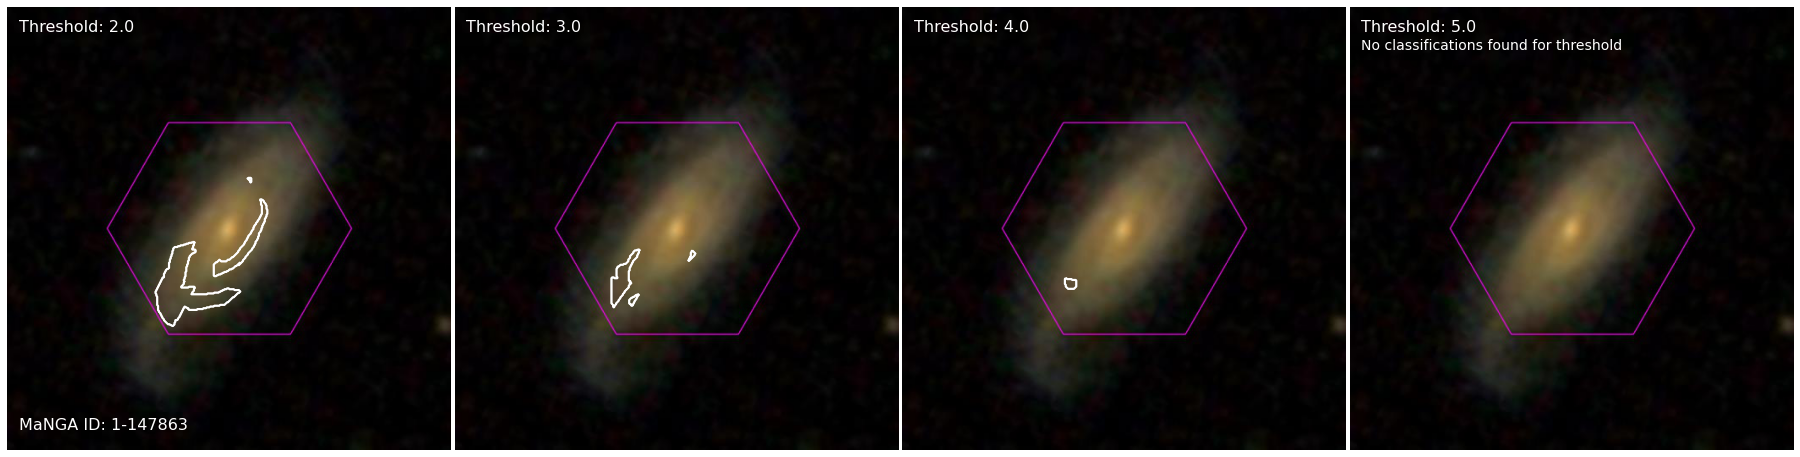 Threshold: 2.0
MaNGA ID: 1-147863
Threshold: 3.0
Threshold: 4.0
Threshold: 5.0
No classifications found for threshold